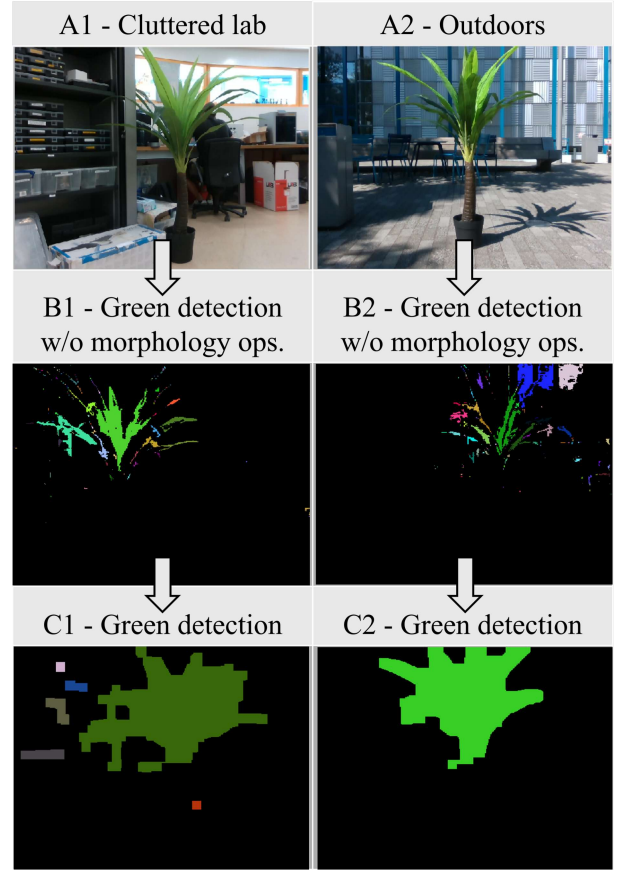 A1 - Cluttered lab
A2 - Outdoors
B1 - Green detection
w/o morphology ops.
B2 - Green detection
w/o morphology ops.
C1 - Green detection
C2 - Green detection